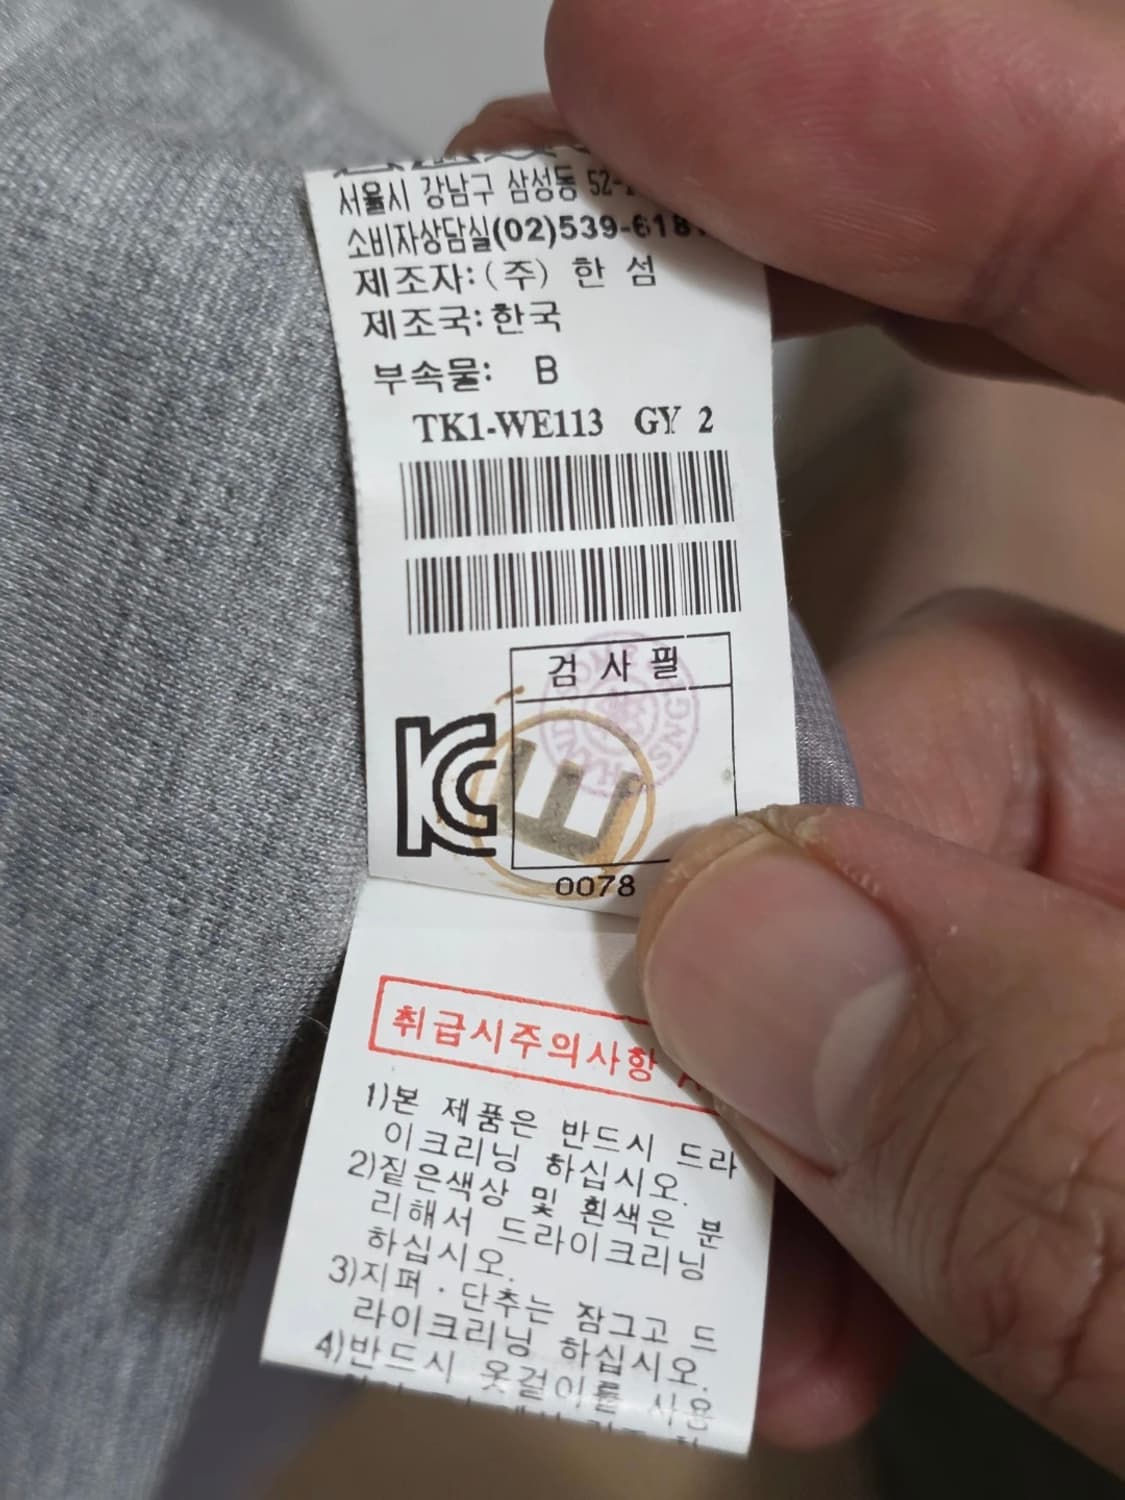 서울시 강남구 삼성동
소비자상담실(02)539-618
제조자:(주) 한 섬
제조국:한국
부속물: B
TK1-WE113 GY 2
검 사 필
KC
E
0078
취급시주의사항
1)본 제품은 반드시 드라
이크리닝 하십시오.
2)짙은색상 및 흰색은 분
리해서 드라이크리닝
하십시오.
3)지퍼·단추는 잠그고 드
라이크리닝 하십시오.
4)반드시 옷걸이를 사용